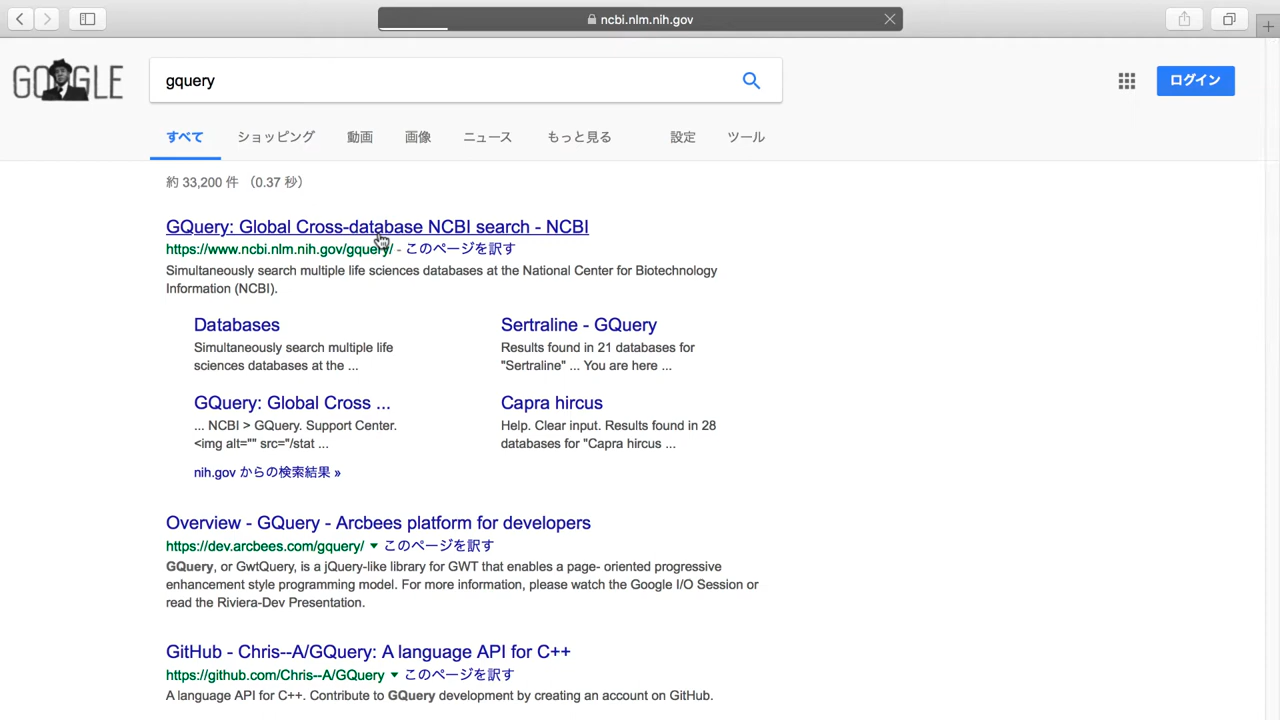 ncbi.nlm.nih.gov
GOOGLE
gquery
ログイン
すべて ショッピング 動画 画像 ニュース もっと見る 設定 ツール
約 33,200 件 （0.37 秒）
GQuery: Global Cross-database NCBI search - NCBI
https://www.ncbi.nlm.nih.gov/gquery/ - このページを訳す
Simultaneously search multiple life sciences databases at the National Center for Biotechnology
Information (NCBI).
Databases
Simultaneously search multiple life
sciences databases at the ...
Sertraline - GQuery
Results found in 21 databases for
"Sertraline" ... You are here ...
GQuery: Global Cross ...
... NCBI > GQuery. Support Center.
<img alt="" src="/stat ...
Capra hircus
Help. Clear input. Results found in 28
databases for "Capra hircus ...
nih.gov からの検索結果 »
Overview - GQuery - Arcbees platform for developers
https://dev.arcbees.com/gquery/ ▼ このページを訳す
GQuery, or GwtQuery, is a jQuery-like library for GWT that enables a page- oriented progressive
enhancement style programming model. For more information, please watch the Google I/O Session or
read the Riviera-Dev Presentation.
GitHub - Chris--A/GQuery: A language API for C++
https://github.com/Chris--A/GQuery ▼ このページを訳す
A language API for C++. Contribute to GQuery development by creating an account on GitHub.